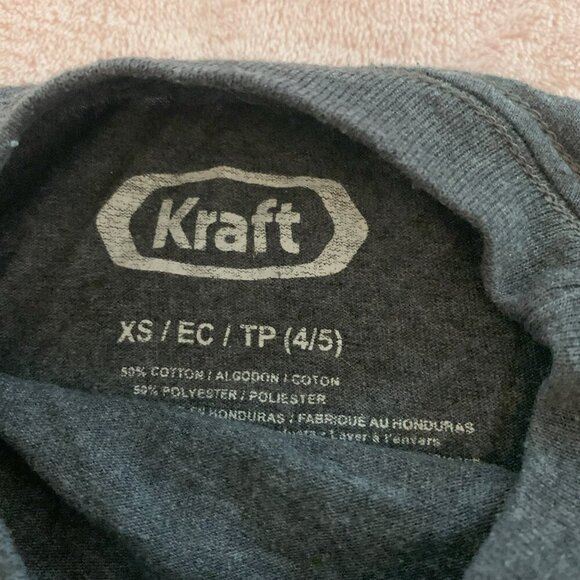 Kraft
XS / EC / TP (4/5)
50% COTTON / ALGODON / COTON
50% POLYESTER / POLIESTER
EN HONDURAS / FABRIQUÉ AU HONDURAS
Laver à l'envers